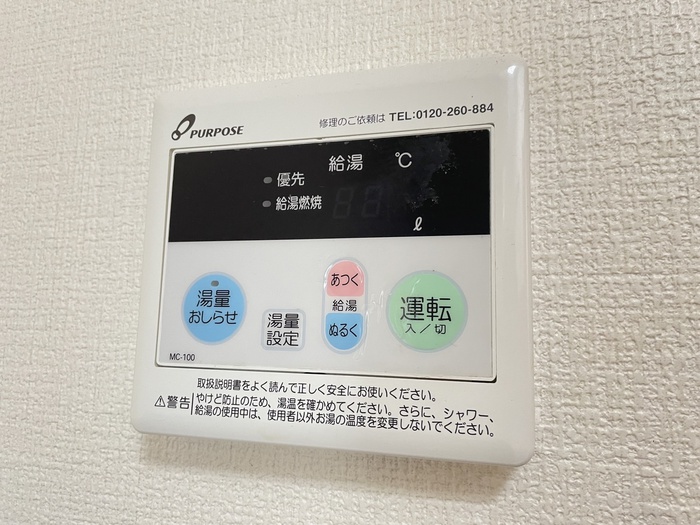 PURPOSE
修理のご依頼は TEL:0120-260-884
給湯 ℃
優先
給湯燃焼
ℓ
湯量
おしらせ
湯量
設定
あつく
給湯
ぬるく
運転
入/切
MC-100
取扱説明書をよく読んで正しく安全にお使いください。
⚠警告 やけど防止のため、湯温を確かめてください。さらに、シャワー、
給湯の使用中は、使用者以外お湯の温度を変更しないでください。